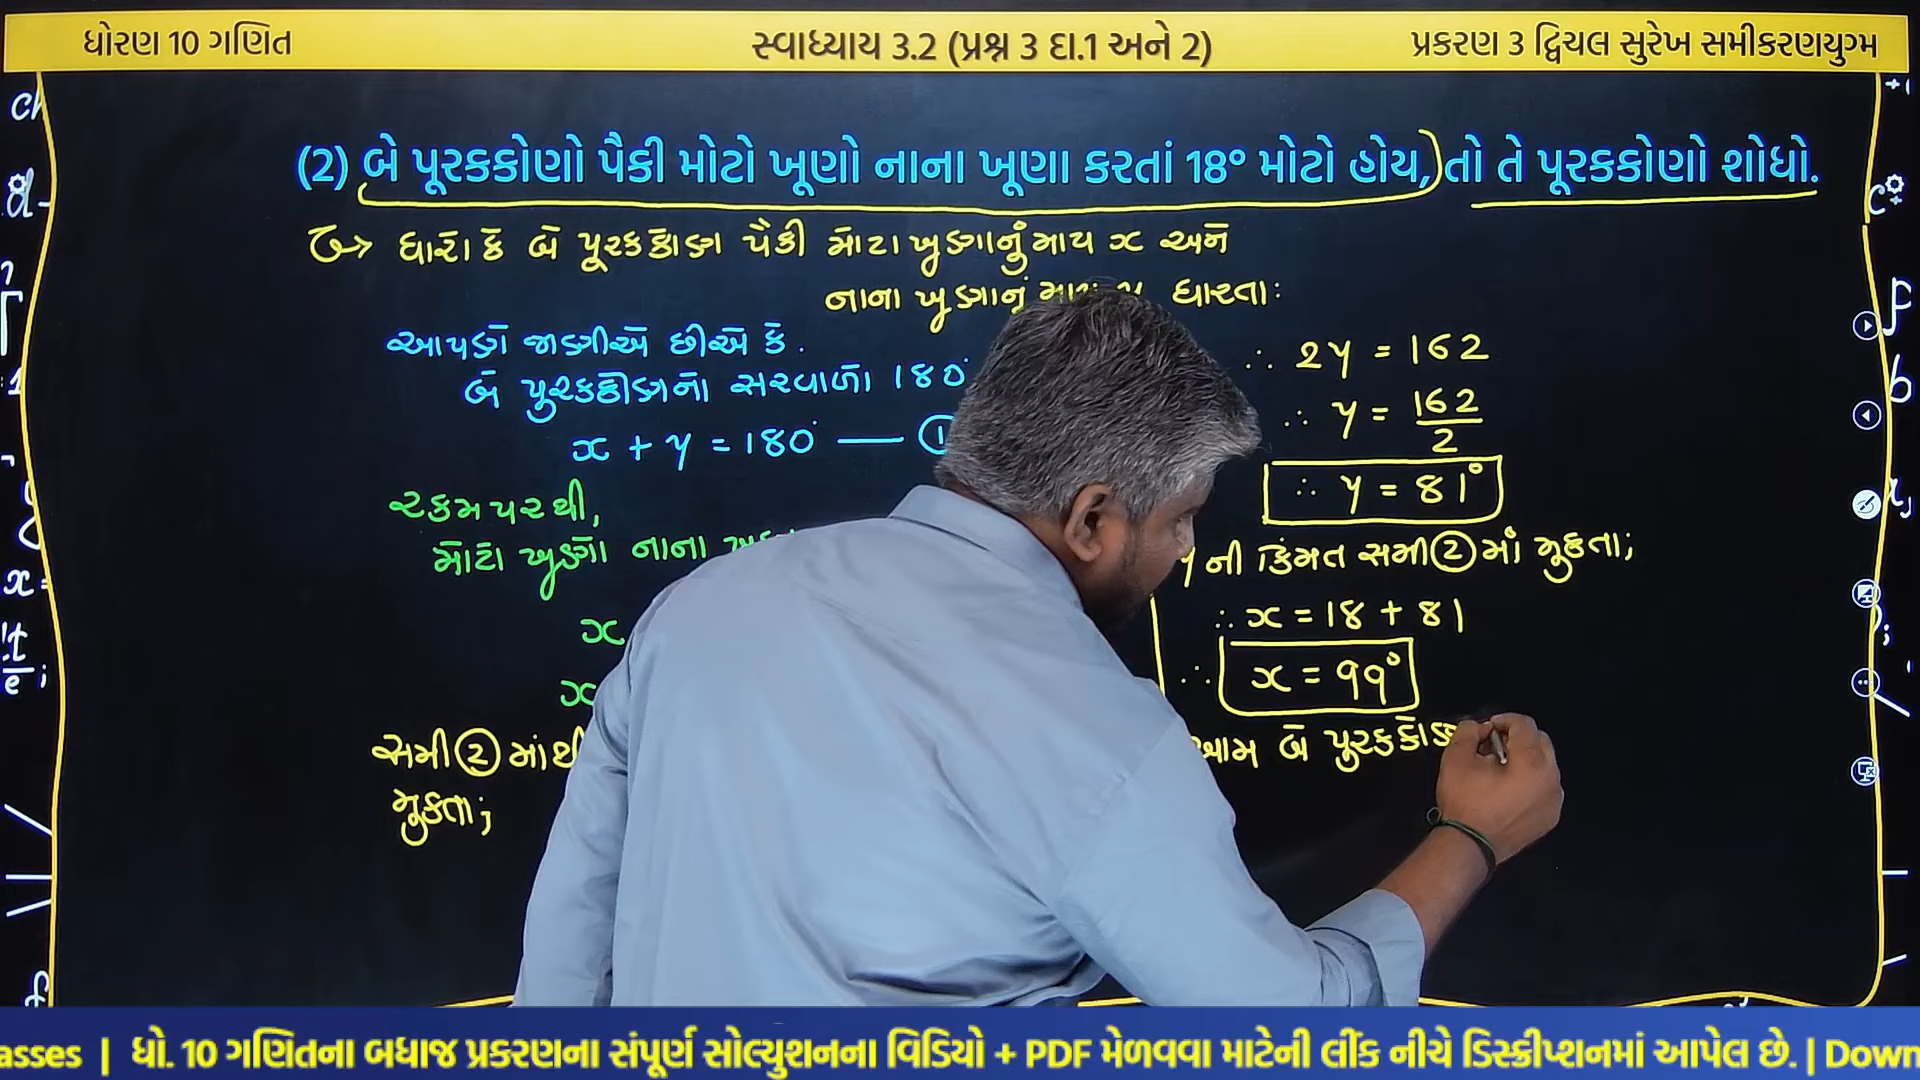 ધોરણ 10 ગણિત
સ્વાધ્યાય 3.2 (પ્રશ્ન 3 દા.1 અને 2)
પ્રકરણ 3 દ્વિચલ સુરેખ સમીકરણયુગ્મ
(2) બે પૂરકકોણો પૈકી મોટો ખૂણો નાના ખૂણા કરતાં 18° મોટો હોય, તો તે પૂરકકોણો શોધો.
ધારો કે બે પૂરકકોણ પૈકી મોટા ખૂણાનું માપ x અને
નાના ખૂણાનું ધારતા:
આપણે જાણીએ છીએ કે.
બે પુરકકોણનો સરવાળો 180°
x + y = 180° — ①
રકમ પરથી,
મોટો ખૂણો નાના
x
x
સમી ② માંથી
મુકતા;
∴ 2y = 162
∴ y = 162/2
∴ y = 81°
y ની કિંમત સમી ② માં મુકતા;
∴ x = 18 + 81
∴ x = 99°
આમ બે પૂરકકોણ
asses | ધો. 10 ગણિતના બધાજ પ્રકરણના સંપૂર્ણ સોલ્યુશનના વિડિયો + PDF મેળવવા માટેની લીંક નીચે ડિસ્ક્રીપ્શનમાં આપેલ છે. | Down